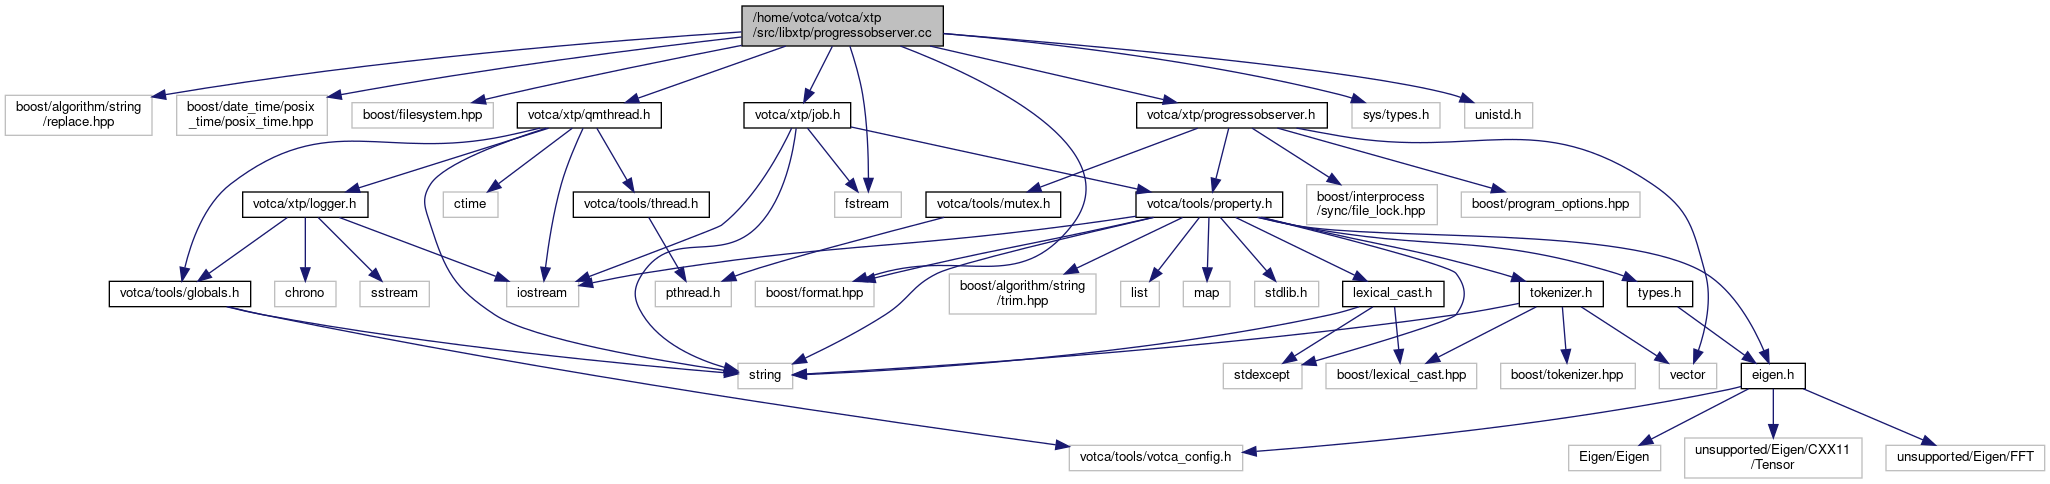 /home/votca/votca/xtp
/src/libxtp/progressobserver.cc
boost/algorithm/string
/replace.hpp
boost/date_time/posix
_time/posix_time.hpp
boost/filesystem.hpp
votca/xtp/qmthread.h
votca/xtp/job.h
votca/xtp/progressobserver.h
sys/types.h
unistd.h
votca/xtp/logger.h
ctime
votca/tools/thread.h
fstream
votca/tools/mutex.h
votca/tools/property.h
boost/interprocess
/sync/file_lock.hpp
boost/program_options.hpp
votca/tools/globals.h
chrono
sstream
iostream
pthread.h
boost/format.hpp
boost/algorithm/string
/trim.hpp
list
map
stdlib.h
lexical_cast.h
tokenizer.h
types.h
string
stdexcept
boost/lexical_cast.hpp
boost/tokenizer.hpp
vector
eigen.h
votca/tools/votca_config.h
Eigen/Eigen
unsupported/Eigen/CXX11
/Tensor
unsupported/Eigen/FFT